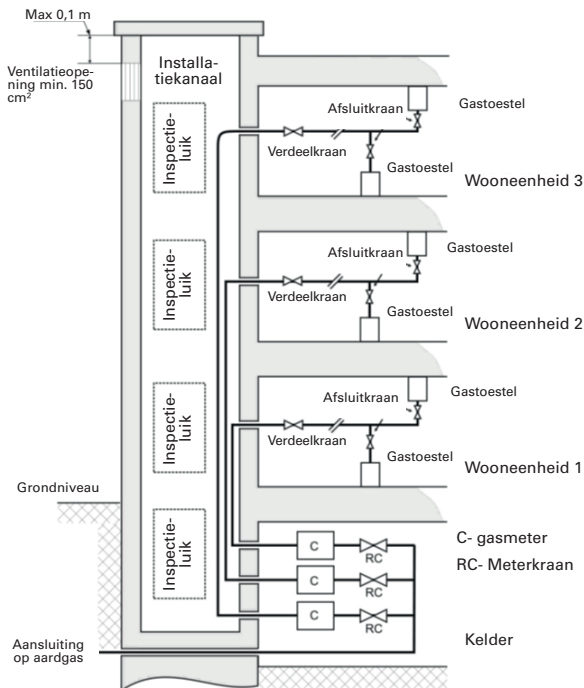 Max 0,1 m
Ventilatieope-
ning min. 150
cm²
Installa-
tiekanaal
Inspectie-
luik
Afsluitkraan
Gastoestel
Verdeelkraan
Gastoestel
Wooneenheid 3
Inspectie-
luik
Afsluitkraan
Gastoestel
Verdeelkraan
Gastoestel
Wooneenheid 2
Inspectie-
luik
Afsluitkraan
Gastoestel
Verdeelkraan
Gastoestel
Wooneenheid 1
Grondniveau
Inspectie-
luik
C
RC
C
RC
C
RC
C- gasmeter
RC- Meterkraan
Kelder
Aansluiting
op aardgas